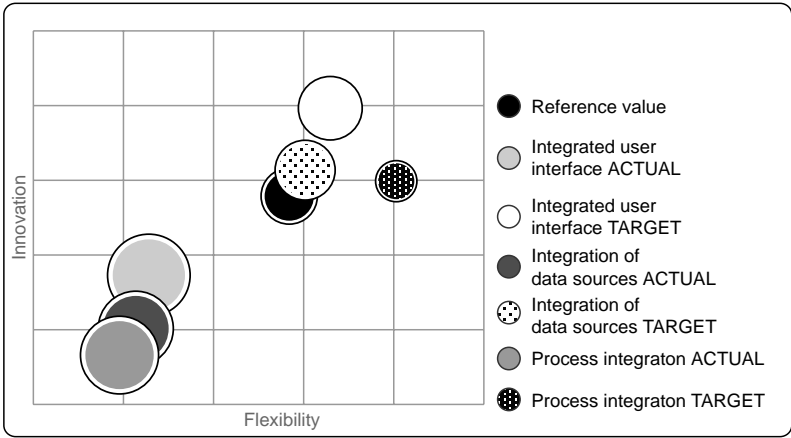 Innovation
Flexibility
Reference value
Integrated user
interface ACTUAL
Integrated user
interface TARGET
Integration of
data sources ACTUAL
Integration of
data sources TARGET
Process integraton ACTUAL
Process integraton TARGET